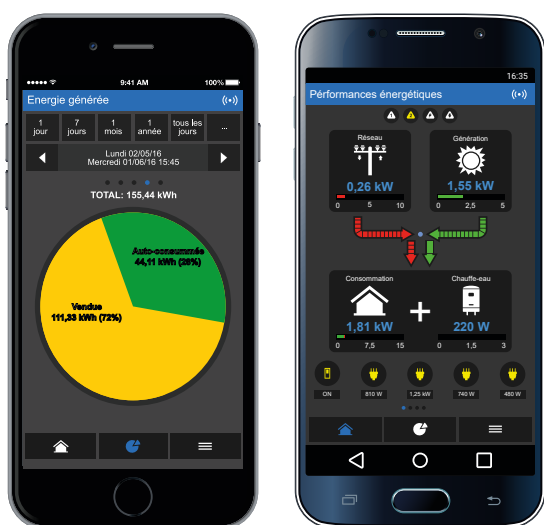 9:41 AM
100%
Energie générée
1 jour
7 jours
1 mois
1 année
tous les jours
...
Lundi 02/05/16
Mercredi 01/06/16 15:45
TOTAL: 155,44 kWh
Auto-consummée
44,11 kWh (28%)
Vendue
111,33 kWh (72%)
16:35
Pérformances énergétiques
Réseau
0,26 kW
0 5 10
Génération
1,55 kW
0 2,5 5
Consommation
1,81 kW
0 7,5 15
+
Chauffe-eau
220 W
0 1,5 3
ON
810 W
1,25 kW
740 W
480 W